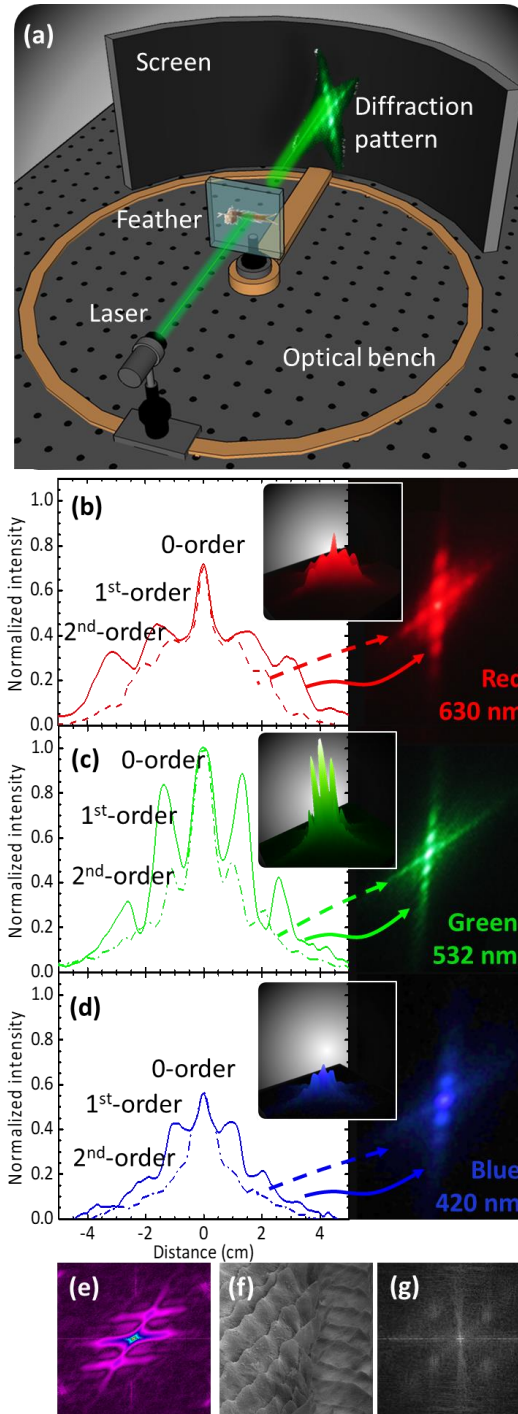 (a)
Screen
Diffraction
pattern
Feather
Laser
Optical bench
(b)
1.0
0.8
0.6
0.4
0.2
0.0
Normalized intensity
0-order
1st-order
2nd-order
Red
630 nm
(c)
1.0
0.8
0.6
0.4
0.2
0.0
Normalized intensity
0-order
1st-order
2nd-order
Green
532 nm
(d)
1.0
0.8
0.6
0.4
0.2
0.0
Normalized intensity
0-order
1st-order
2nd-order
Blue
420 nm
-4
-2
0
2
4
Distance (cm)
(e)
(f)
(g)